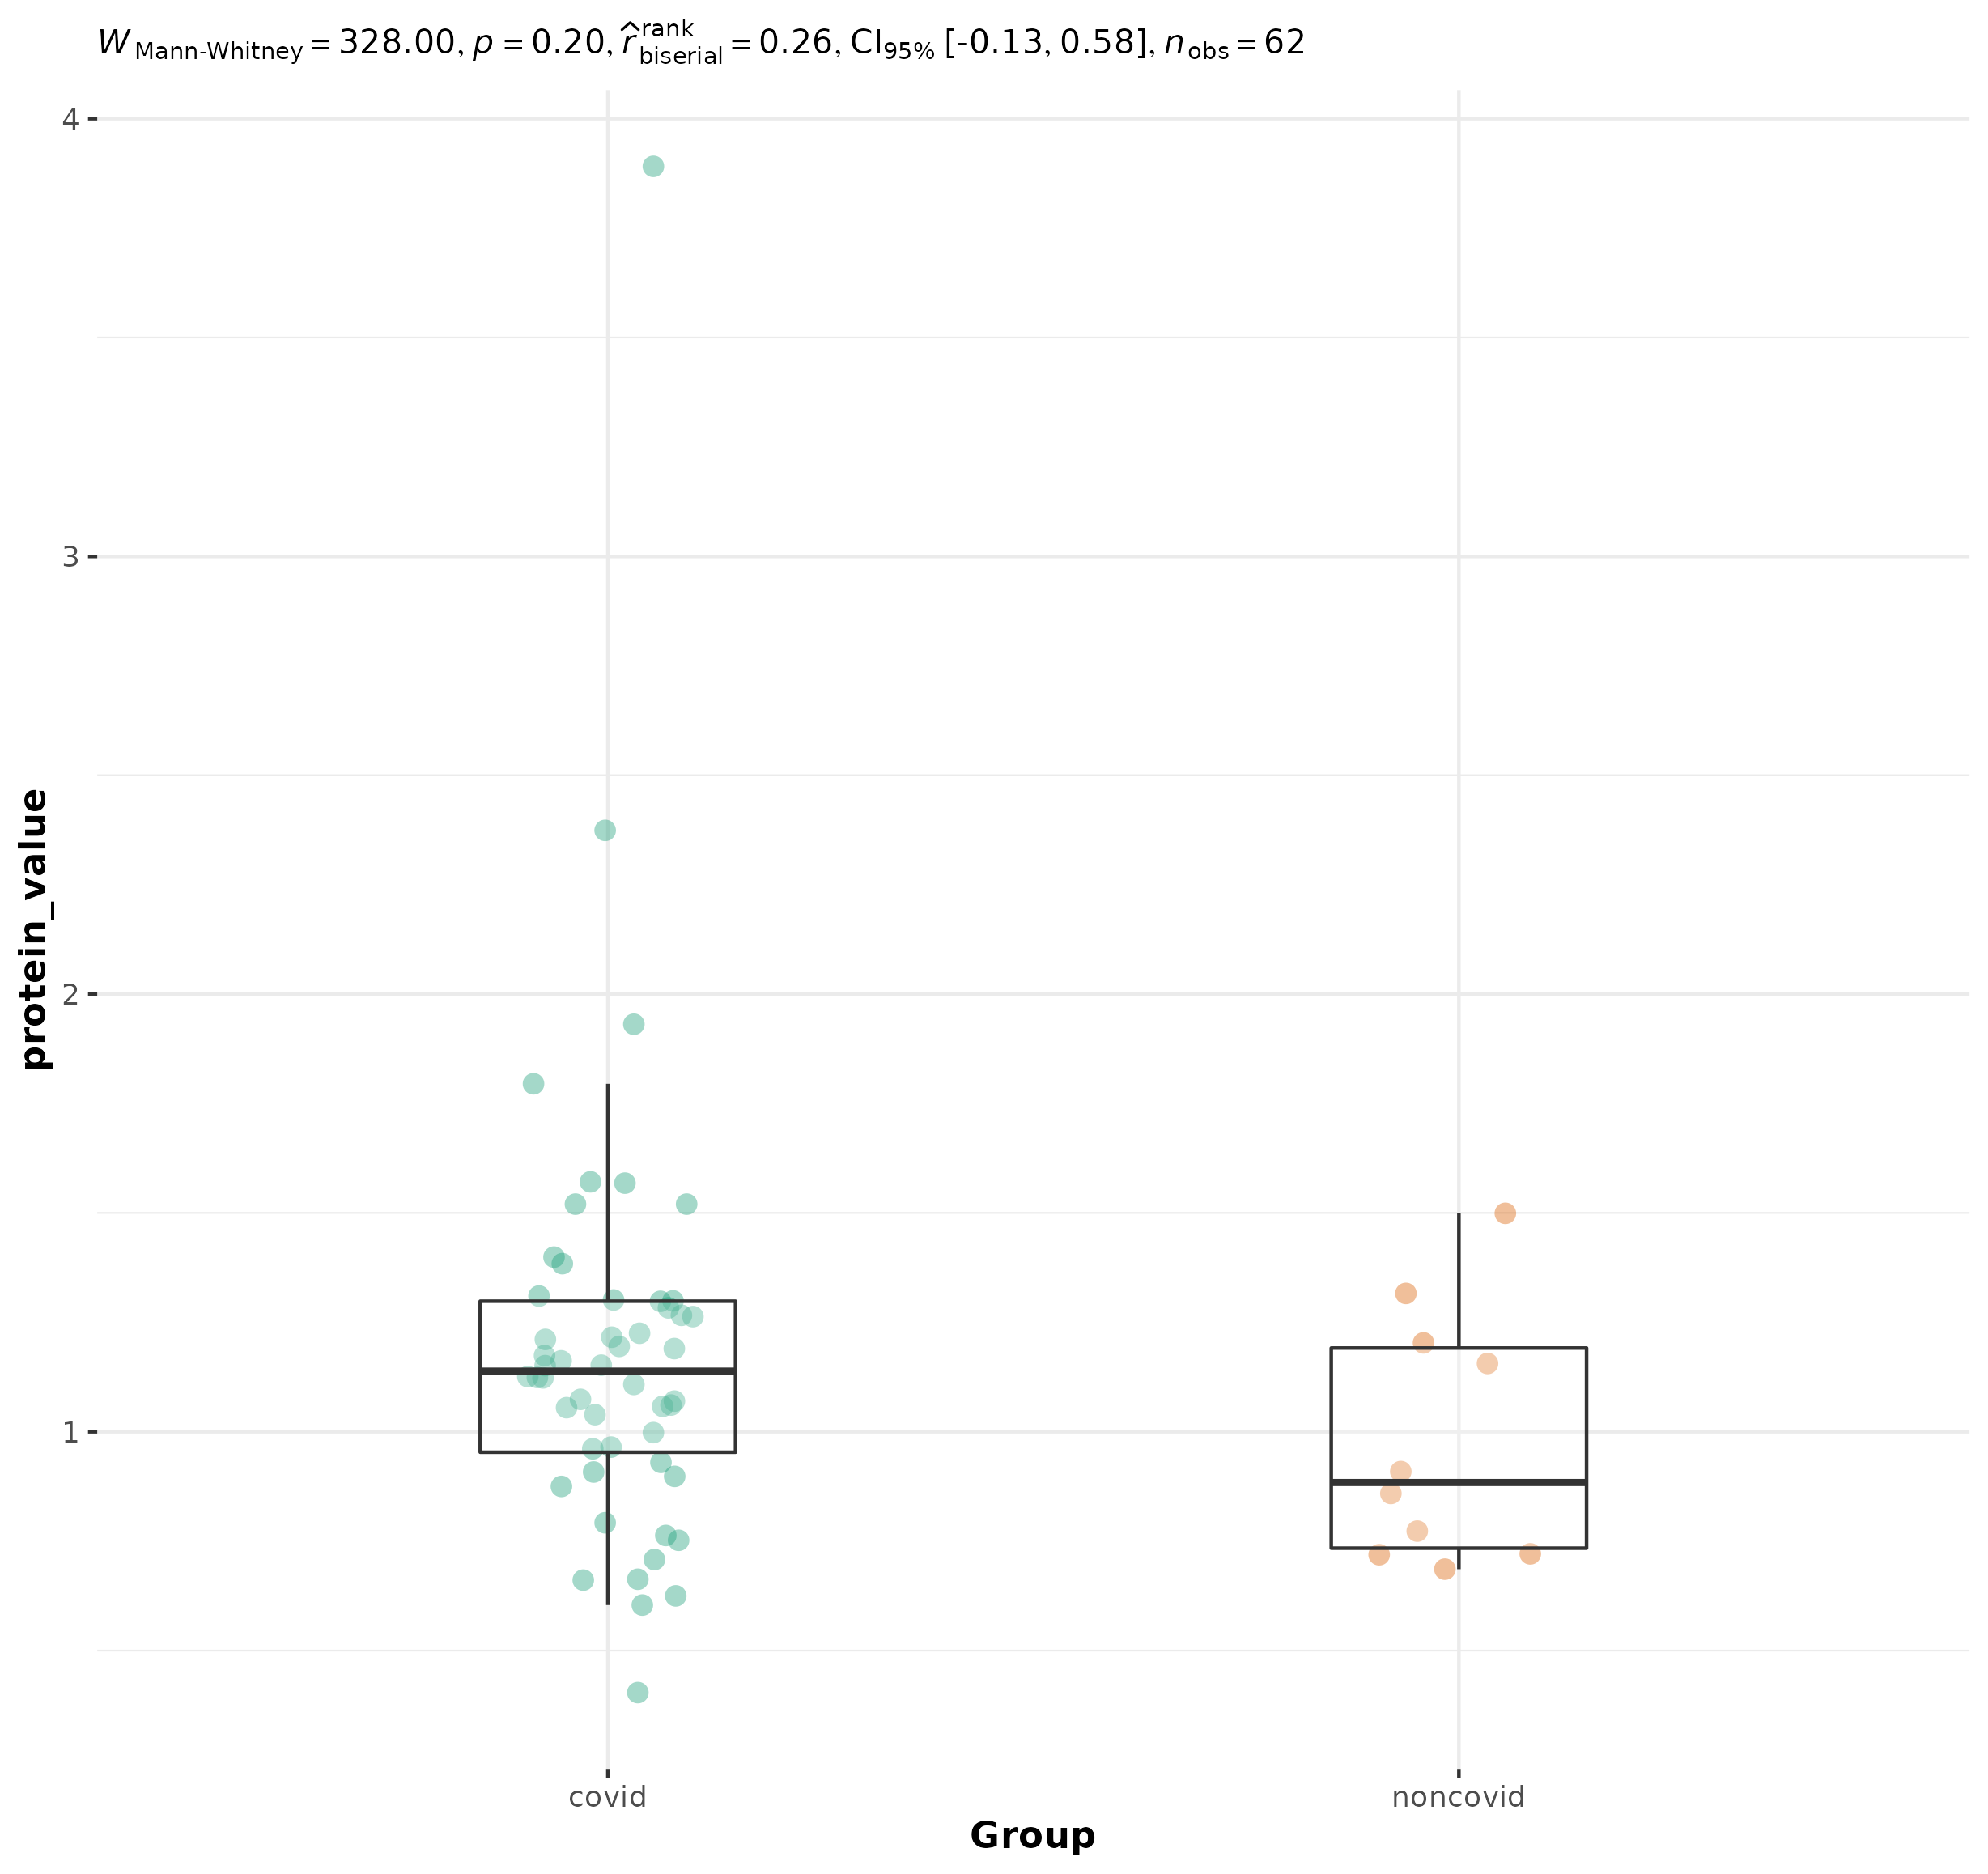 W Mann-Whitney = 328.00, p = 0.20, r̂ rank biserial = 0.26, CI95% [-0.13, 0.58], nobs = 62
4
3
2
1
protein_value
covid noncovid
Group